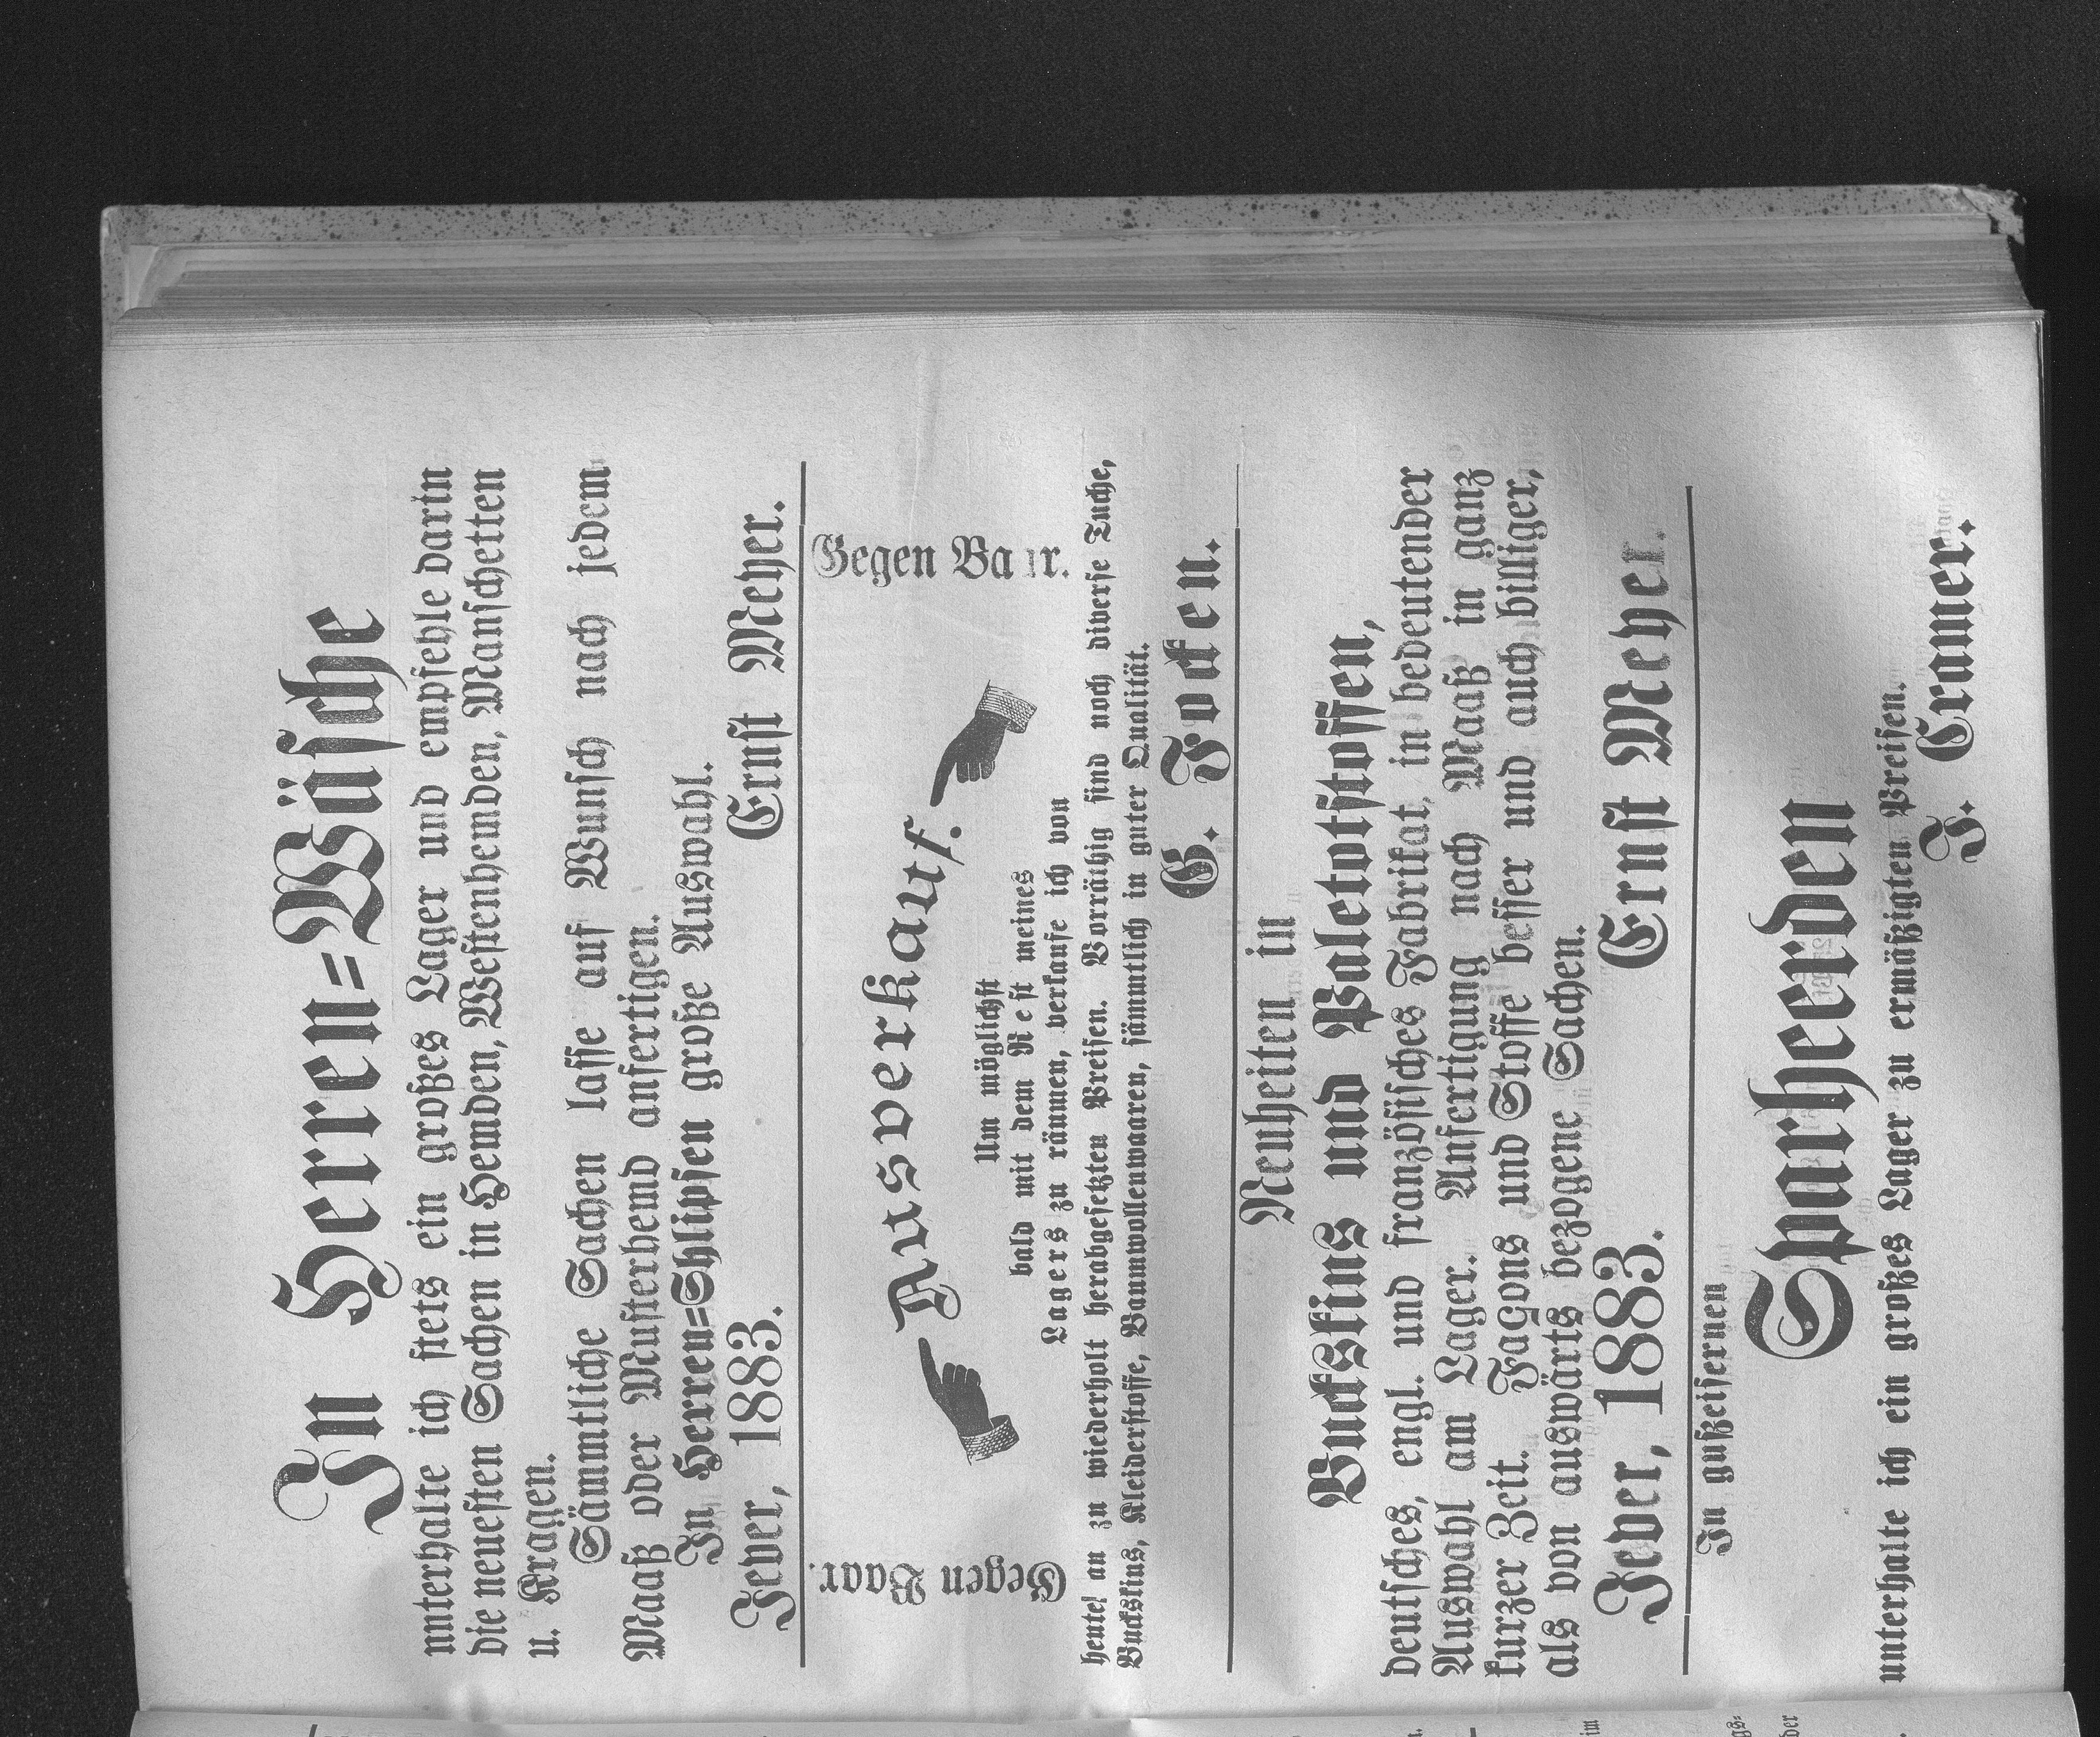 In Herren=Wäsche
unterhalte ich stets ein großes Lager und empfehle darin
die neuesten Sachen in Hemden, Westenhemden, Manschetten
u. Kragen.
Sämmtliche Sachen lasse auf Wunsch nach jedem
Maaß oder Musterhemd anfertigen.
In Herren=Schlipsen große Auswahl.
Jever, 1883. Ernst Meyer.
Gegen Baar.
Ausverkauf.
Gegen Baar.
Um möglichst
bald mit dem Rest meines
Lagers zu räumen, verkaufe ich von
heute an zu wiederholt herabgesetzten Preisen. Vorräthig sind noch diverse Tuche,
Buckskins, Kleiderstoffe, Baumwollenwaaren, sämmtlich in guter Qualität.
G. Focken.
Neuheiten in
Buckskins und Paletotstoffen,
deutsches, engl. und französisches Fabrikat, in bedeutender
Auswahl am Lager. Anfertigung nach Maaß in ganz
kurzer Zeit. Façons und Stoffe besser und auch billiger,
als von auswärts bezogene Sachen.
Jever, 1883. Ernst Meyer.
In gußeisernen
Sparheerden
unterhalte ich ein großes Lager zu ermäßigten Preisen.
J. Cramer.
im
der